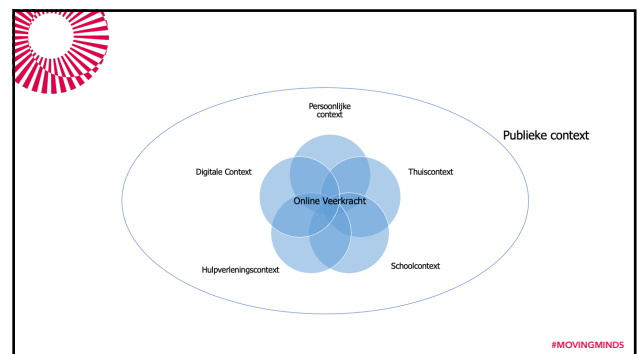 Persoonlijke
context
Publieke context
Digitale Context
Thuiscontext
Online Veerkracht
Hulpverleningscontext
Schoolcontext
#MOVINGMINDS